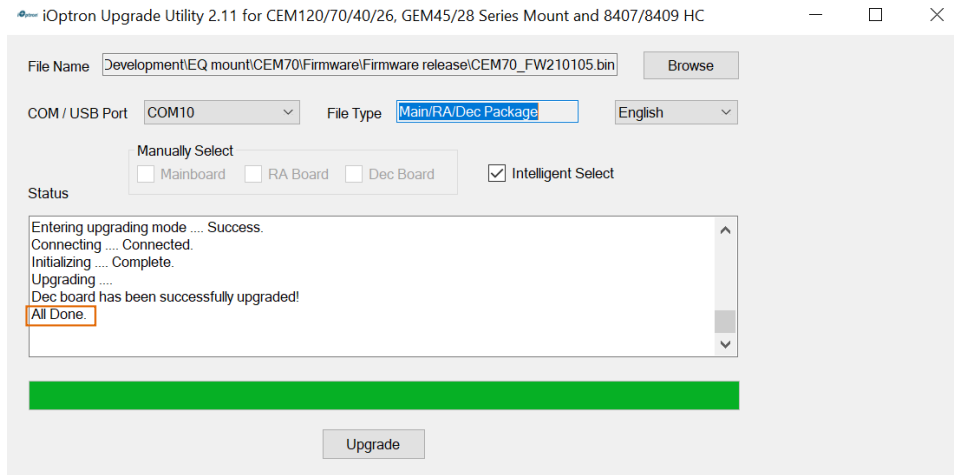 iOptron iOptron Upgrade Utility 2.11 for CEM120/70/40/26, GEM45/28 Series Mount and 8407/8409 HC
File Name Development\EQ mount\CEM70\Firmware\Firmware release\CEM70_FW210105.bin Browse
COM / USB Port COM10 File Type Main/RA/Dec Package English
Manually Select
Mainboard RA Board Dec Board Intelligent Select
Status
Entering upgrading mode .... Success.
Connecting .... Connected.
Initializing .... Complete.
Upgrading ....
Dec board has been successfully upgraded!
All Done.
Upgrade